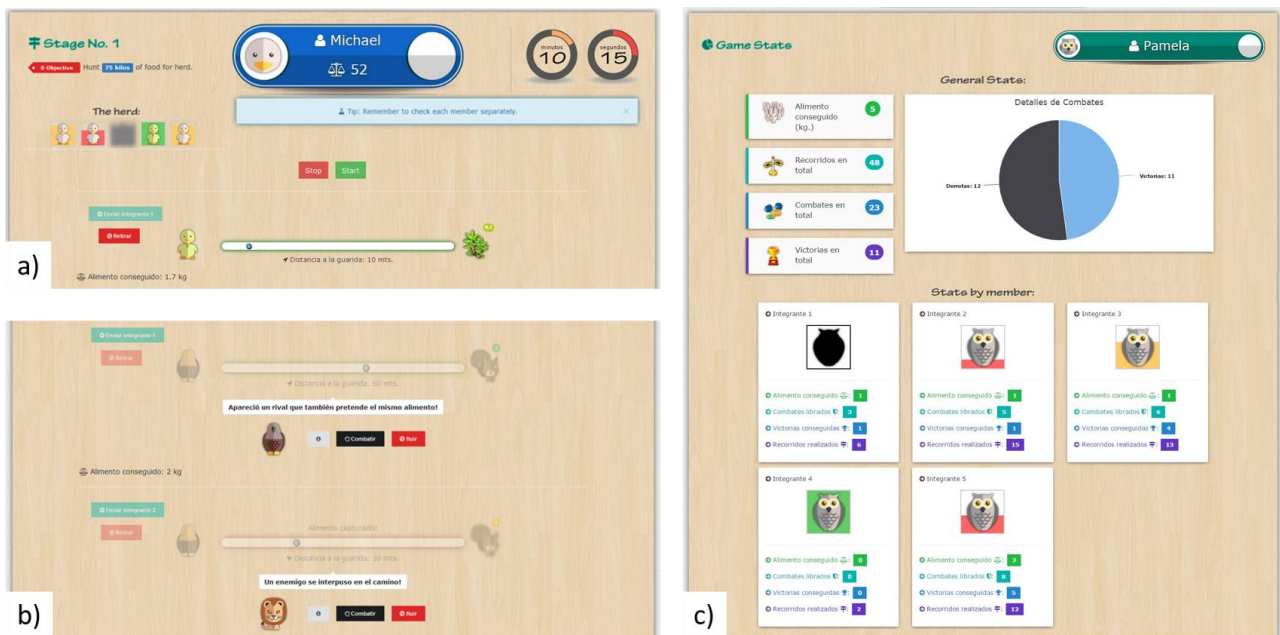 Stage No. 1
Objective Hunt 75 kilos of food for herd.
Michael
52
minutos
10
segundos
15
The herd:
Tip: Remember to check each member separately.
Stop Start
Enviar integrante 1
Retirar
Distancia a la guarida: 10 mts.
Alimento conseguido: 1.7 kg
a)
Enviar integrante 1
Retirar
Distancia a la guarida: 60 mts.
Apareció un rival que también pretende el mismo alimento!
Combatir Huir
Alimento conseguido: 2 kg
Enviar integrante 2
Retirar
Alimento capturado!
Distancia a la guarida: 30 mts.
Un enemigo se interpuso en el camino!
Combatir Huir
b)
Game Stats
Pamela
General Stats:
Alimento conseguido (kg.) 5
Recorridos en total 48
Combates en total 23
Victorias en total 11
Detalles de Combates
Derrotas: 12
Victorias: 11
Stats by member:
Integrante 1
Alimento conseguido : 1
Combates librados : 3
Victorias conseguidas : 1
Recorridos realizados : 6
Integrante 2
Alimento conseguido : 1
Combates librados : 5
Victorias conseguidas : 1
Recorridos realizados : 15
Integrante 3
Alimento conseguido : 1
Combates librados : 6
Victorias conseguidas : 4
Recorridos realizados : 13
Integrante 4
Alimento conseguido : 0
Combates librados : 0
Victorias conseguidas : 0
Recorridos realizados : 2
Integrante 5
Alimento conseguido : 2
Combates librados : 8
Victorias conseguidas : 5
Recorridos realizados : 12
c)